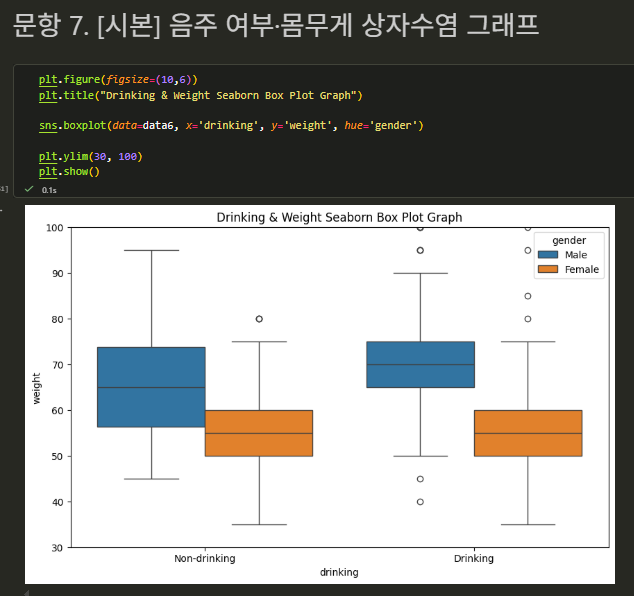 문항 7. [시본] 음주 여부·몸무게 상자수염 그래프
plt.figure(figsize=(10,6))
plt.title("Drinking & Weight Seaborn Box Plot Graph")
sns.boxplot(data=data6, x='drinking', y='weight', hue='gender')
plt.ylim(30, 100)
plt.show()
✓ 0.1s
Drinking & Weight Seaborn Box Plot Graph
100
90
80
70
60
50
40
30
weight
gender
Male
Female
Non-drinking
Drinking
drinking